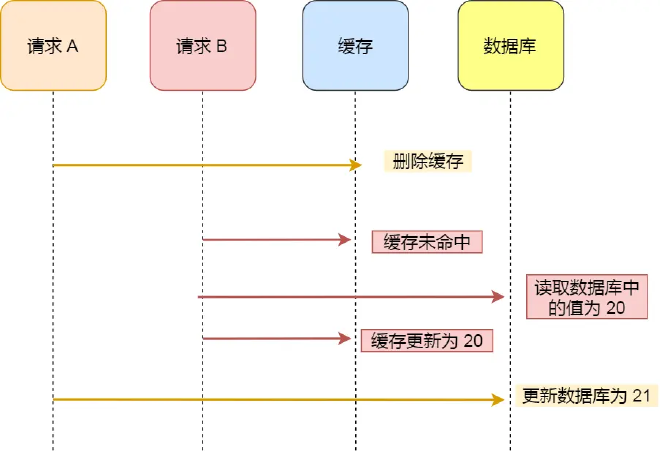 请求 A
请求 B
缓存
数据库
删除缓存
缓存未命中
读取数据库中
的值为 20
缓存更新为 20
更新数据库为 21